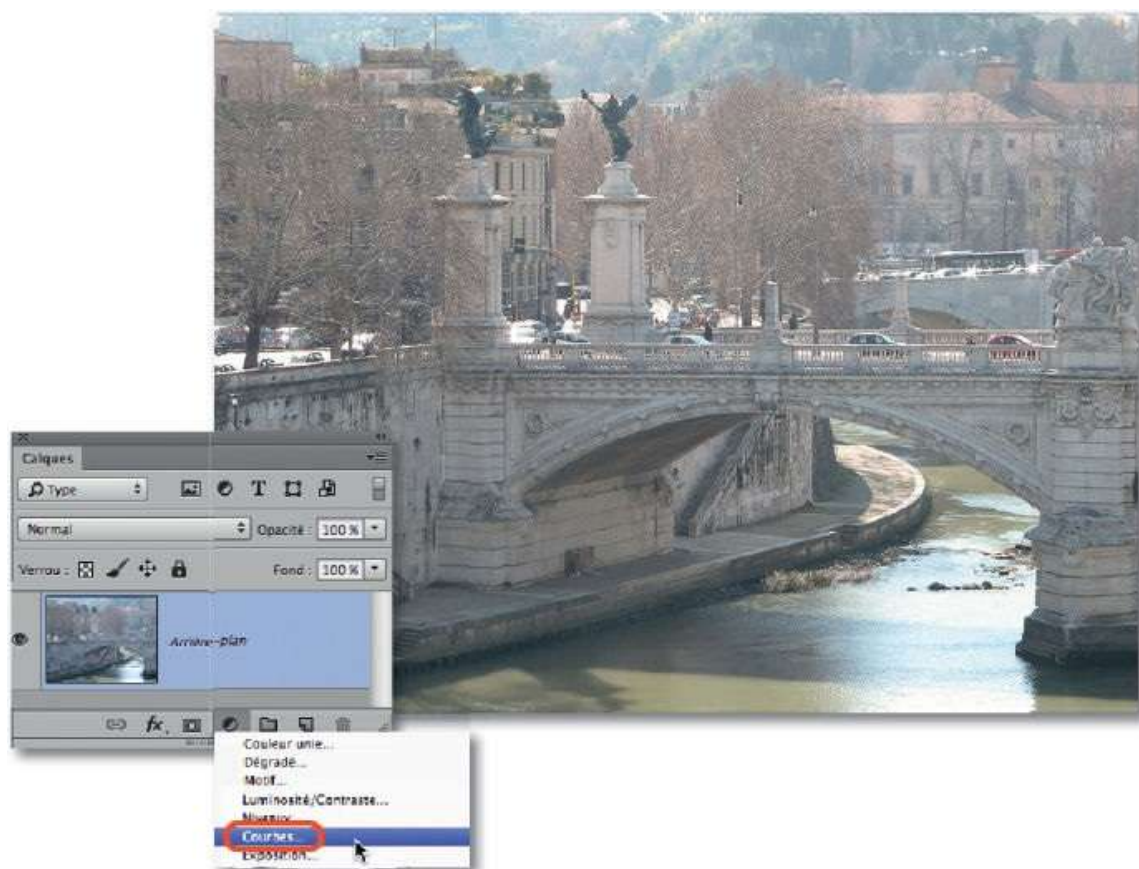 Calques
Type
Normal
Opacité : 100 %
Verrou :
Fond : 100 %
Arrière-plan
fx
Couleur unie...
Dégradé...
Motif...
Luminosité/Contraste...
Niveaux...
Courbes...
Exposition...